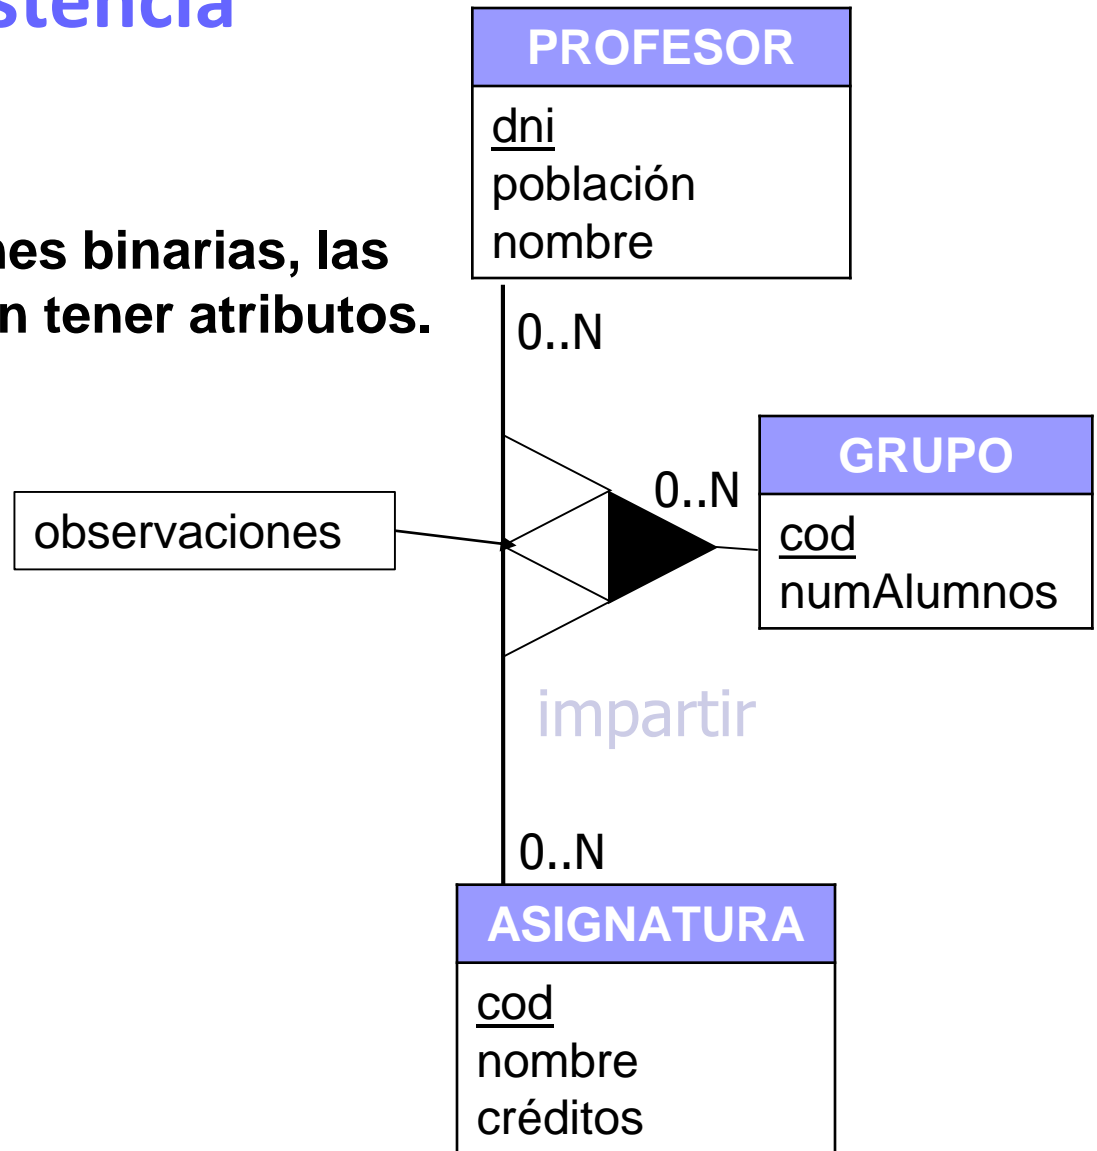 stencia
PROFESOR
dni
población
nombre
nes binarias, las
n tener atributos.
0..N
GRUPO
0..N
cod
numAlumnos
observaciones
impartir
0..N
ASIGNATURA
cod
nombre
créditos